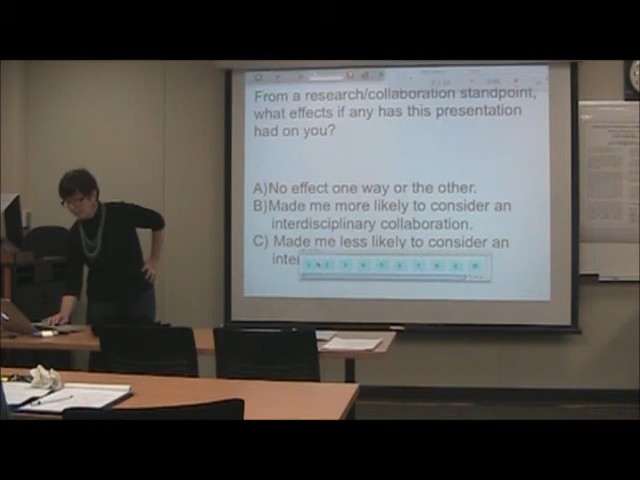 From a research/collaboration standpoint,
what effects if any has this presentation
had on you?
A)No effect one way or the other.
B)Made me more likely to consider an
interdisciplinary collaboration.
C) Made me less likely to consider an
inte